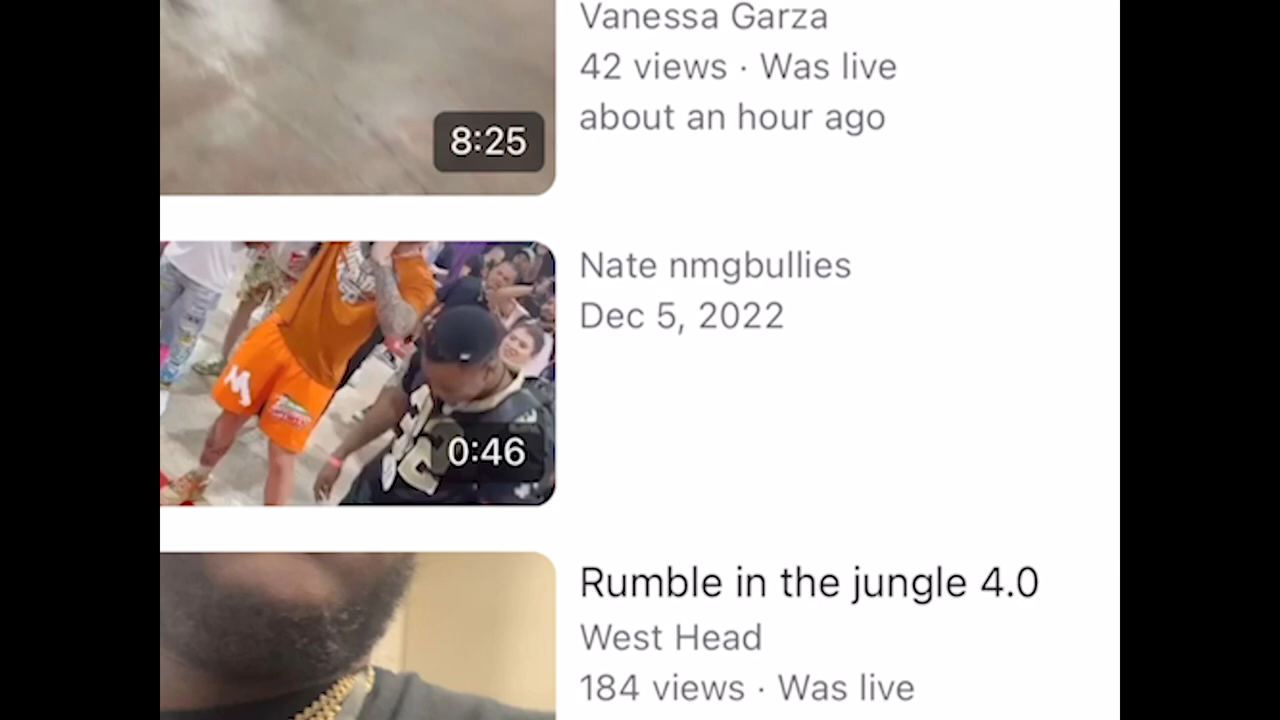 Vanessa Garza
42 views · Was live
about an hour ago
8:25
Nate nmgbullies
Dec 5, 2022
0:46
Rumble in the jungle 4.0
West Head
184 views · Was live